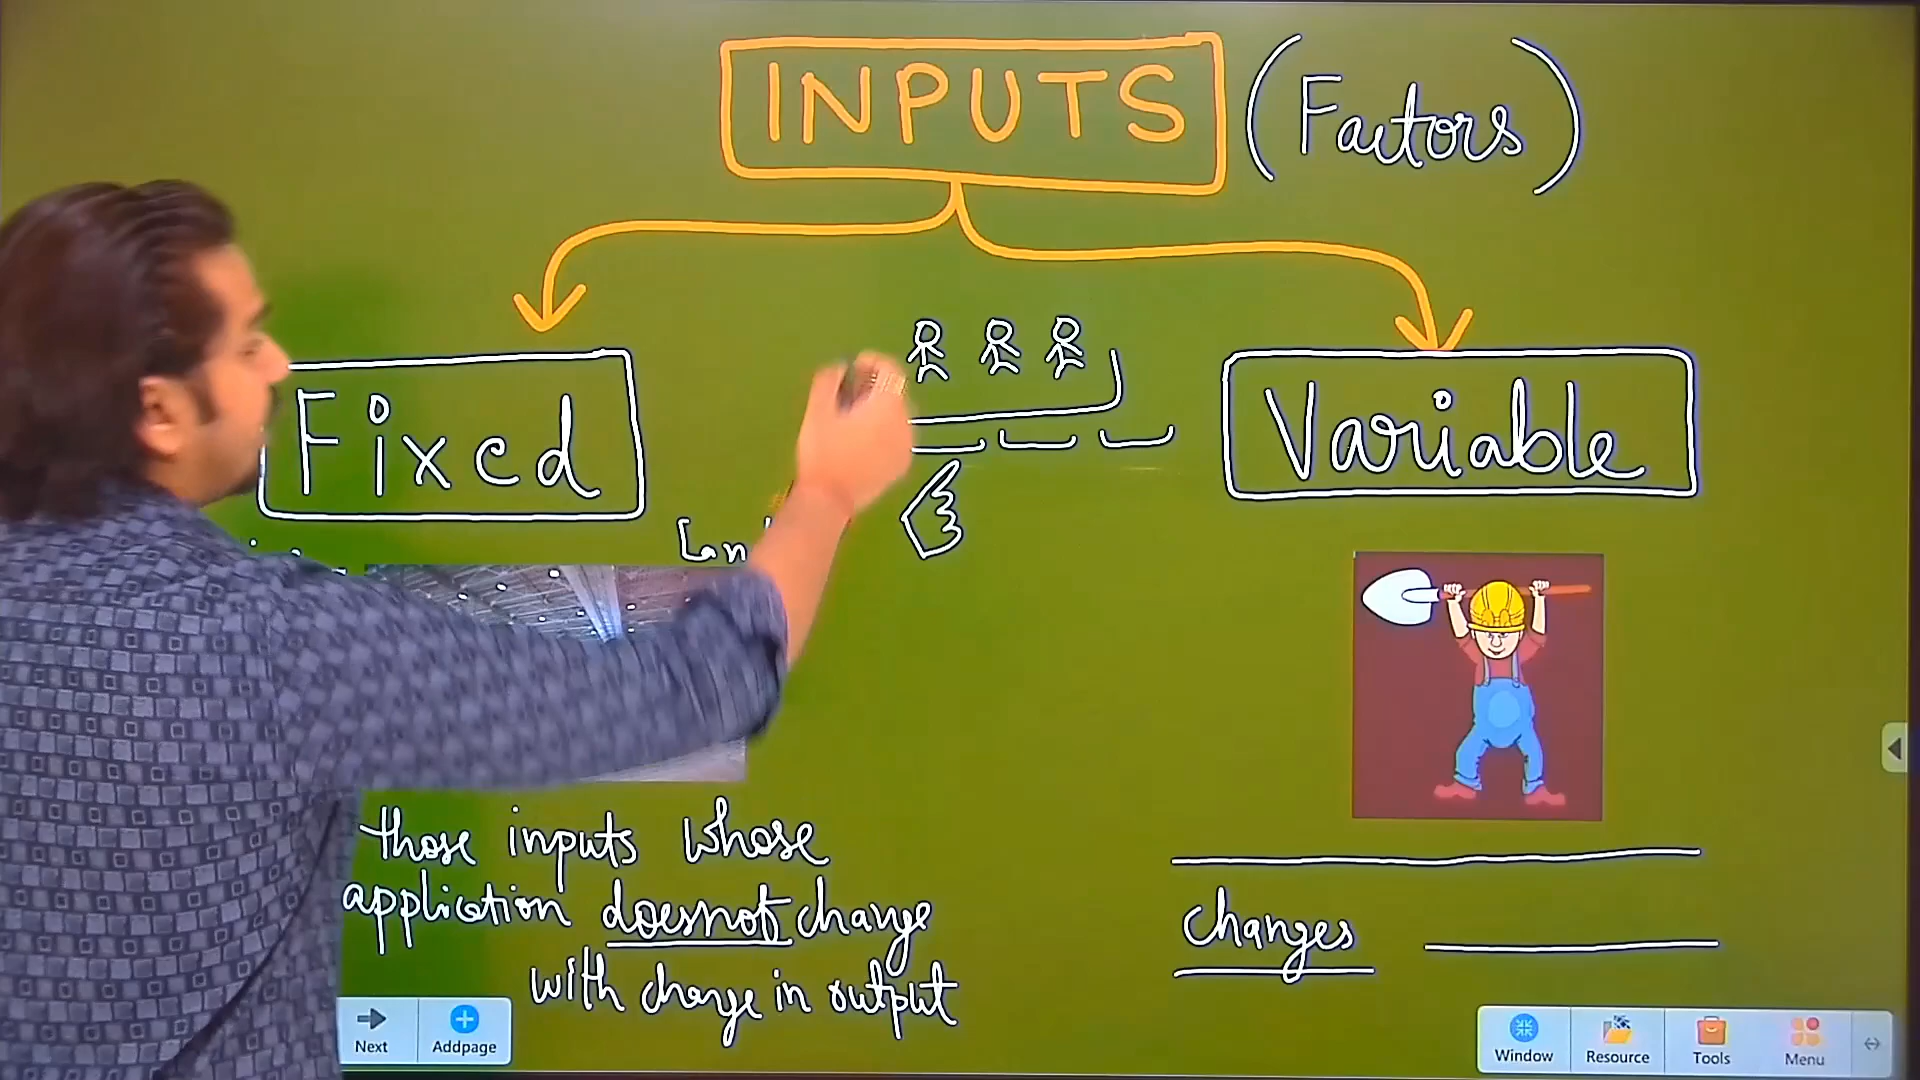 INPUTS (Factors)
Fixed
Variable
those inputs whose
application doesnot change
with change in output
changes
Next
Addpage
Window
Resource
Tools
Menu